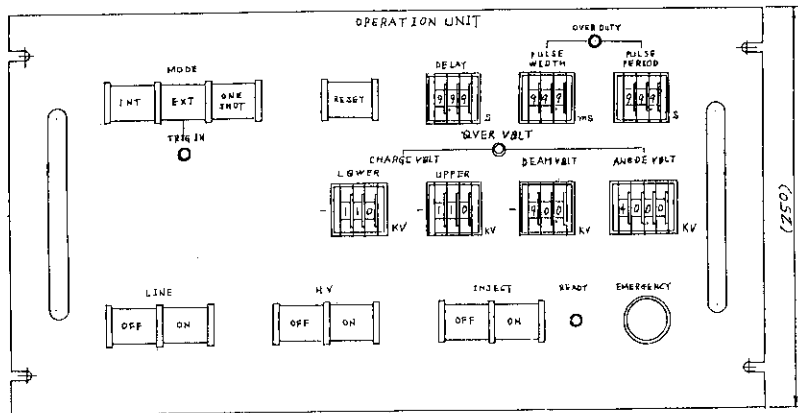 OPERATION UNIT
OVER DUTY
MODE
DELAY
PULSE WIDTH
PULSE PERIOD
INT EXT ONE SHOT
RESET
999 S
999 mS
999 S
TRIG IN
OVER VOLT
CHARGE VOLT
LOWER
UPPER
BEAM VOLT
ANODE VOLT
- 110 KV
- 110 KV
- 900 KV
4000 KV
(250)
LINE
HV
INJECT
READY
EMERGENCY
OFF ON
OFF ON
OFF ON